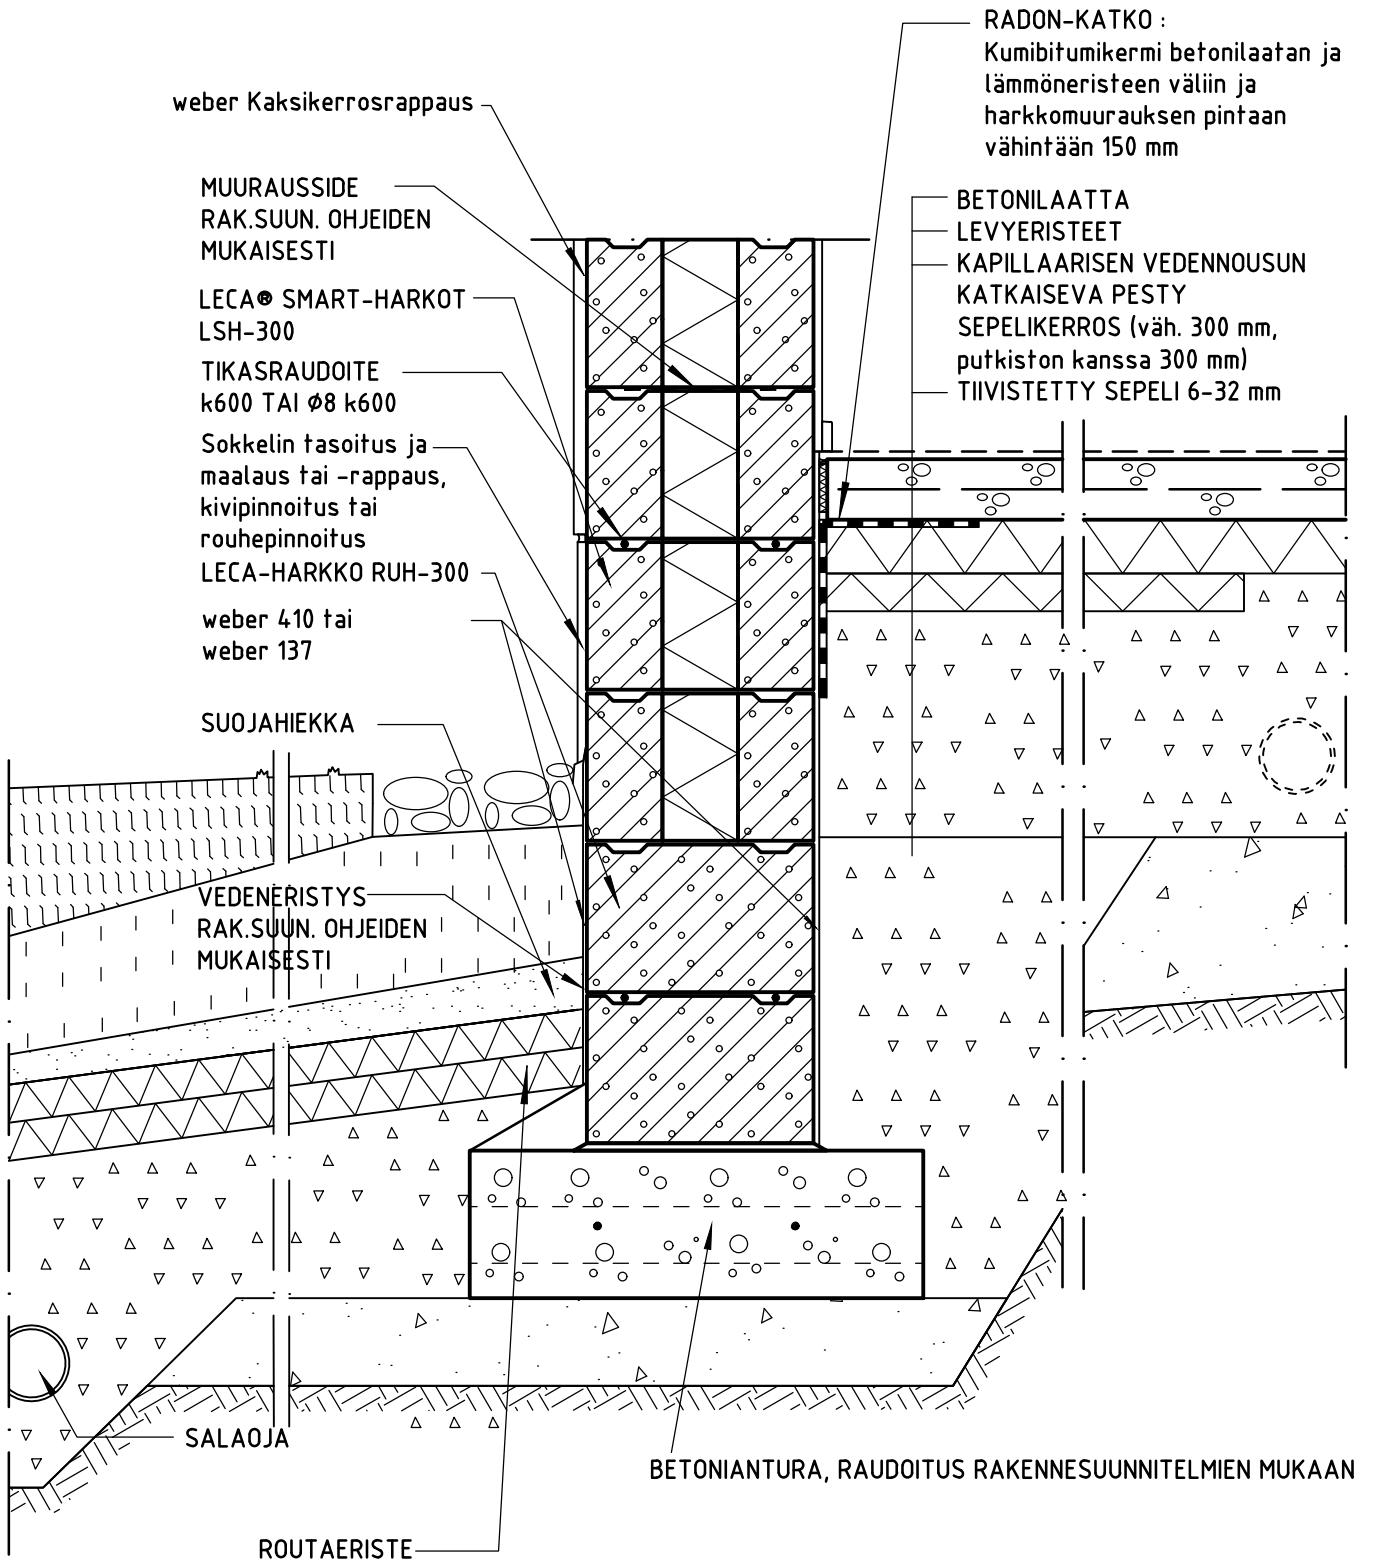 RADON-KATKO :
Kumibitumikermi betonilaatan ja
lämmöneristeen väliin ja
harkkomuurauksen pintaan
vähintään 150 mm
weber Kaksikerrosrappaus
MUURAUSSIDE
RAK.SUUN. OHJEIDEN
MUKAISESTI
LECA® SMART-HARKOT
LSH-300
TIKASRAUDOITE
k600 TAI Ø8 k600
Sokkelin tasoitus ja
maalaus tai -rappaus,
kivipinnoitus tai
rouhepinnoitus
LECA-HARKKO RUH-300
weber 410 tai
weber 137
SUOJAHIEKKA
VEDENERISTYS
RAK.SUUN. OHJEIDEN
MUKAISESTI
BETONILAATTA
LEVYERISTEET
KAPILLAARISEN VEDENNOUSUN
KATKAISEVA PESTY
SEPELIKERROS (väh. 300 mm,
putkiston kanssa 300 mm)
TIIVISTETTY SEPELI 6-32 mm
SALAOJA
BETONIANTURA, RAUDOITUS RAKENNESUUNNITELMIEN MUKAAN
ROUTAERISTE